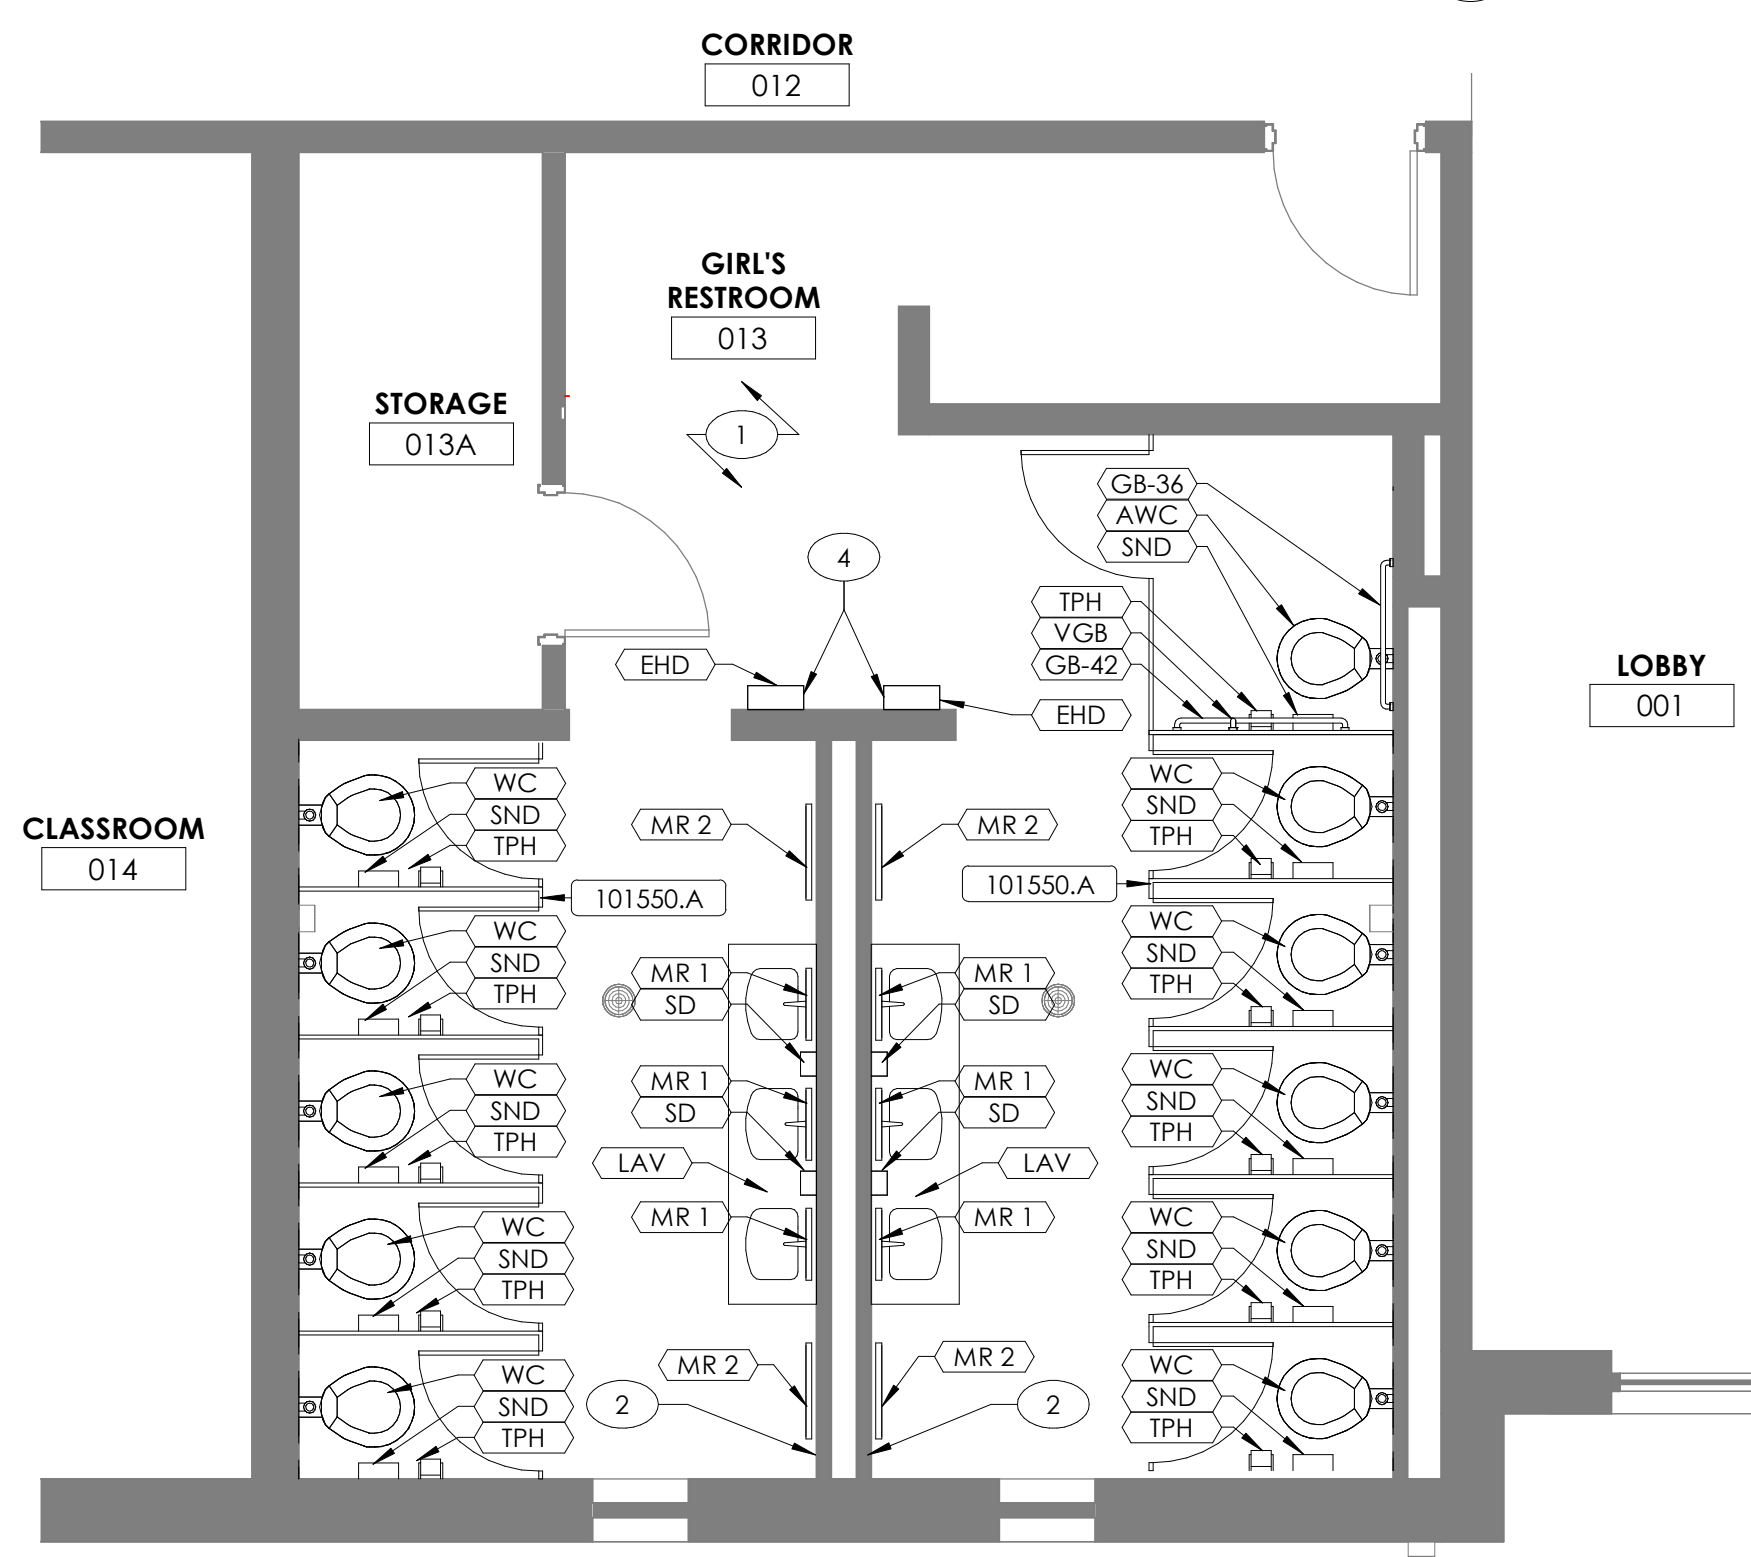 CORRIDOR
012
GIRL'S
RESTROOM
013
STORAGE
013A
1
GB-36
AWC
SND
4
TPH
VGB
GB-42
EHD
EHD
LOBBY
001
CLASSROOM
014
WC
SND
TPH
MR 2
MR 2
WC
SND
TPH
101550.A
101550.A
WC
SND
TPH
MR 1
SD
MR 1
SD
WC
SND
TPH
WC
SND
TPH
MR 1
SD
MR 1
SD
WC
SND
TPH
LAV
LAV
WC
SND
TPH
MR 1
MR 1
WC
SND
TPH
WC
SND
TPH
MR 2
MR 2
WC
SND
TPH
2
2